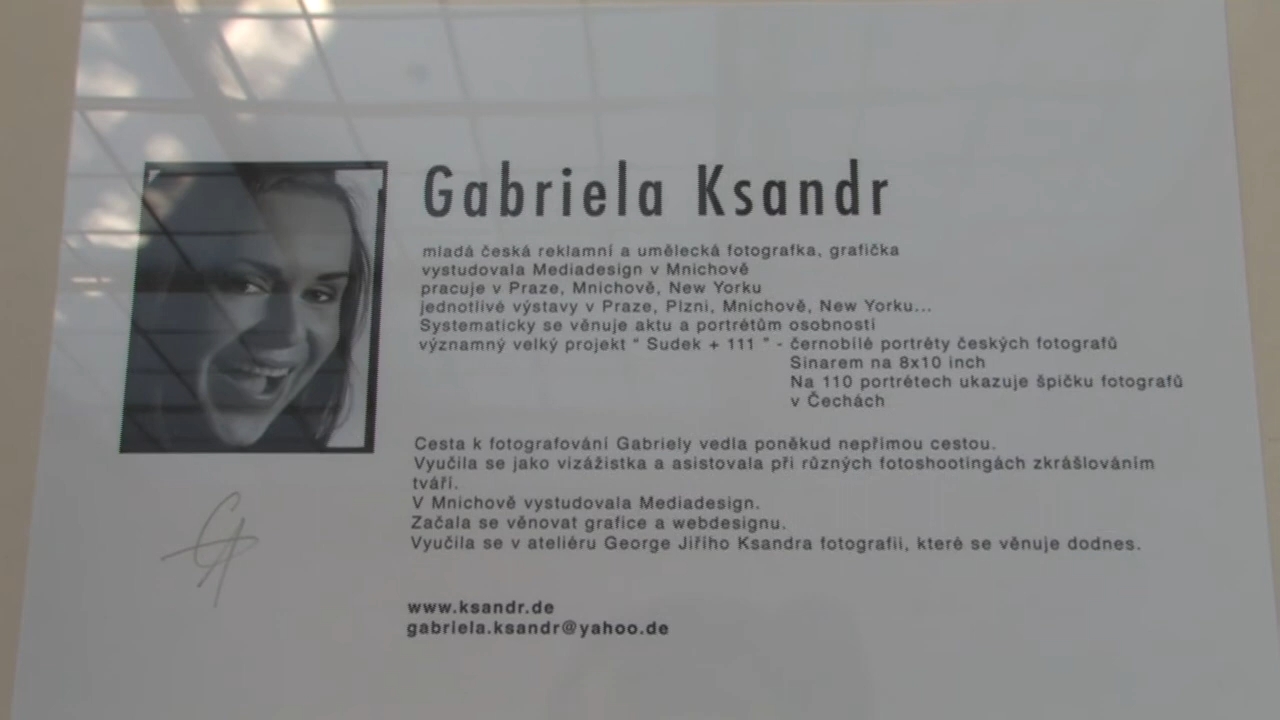 Gabriela Ksandr
mladá česká reklamní a umělecká fotografka, grafička
vystudovala Mediadesign v Mnichově
pracuje v Praze, Mnichově, New Yorku
jednotlivé výstavy v Praze, Plzni, Mnichově, New Yorku...
Systematicky se věnuje aktu a portrétům osobností
významný velký projekt " Sudek + 111 " - černobílé portréty českých fotografů
Sinarem na 8x10 inch
Na 110 portrétech ukazuje špičku fotografů
v Čechách
Cesta k fotografování Gabriely vedla poněkud nepřímou cestou.
Vyučila se jako vizážistka a asistovala při různých fotoshootingách zkrášlováním
tváří.
V Mnichově vystudovala Mediadesign.
Začala se věnovat grafice a webdesignu.
Vyučila se v ateliéru George Jiřího Ksandra fotografii, které se věnuje dodnes.
www.ksandr.de
gabriela.ksandr@yahoo.de